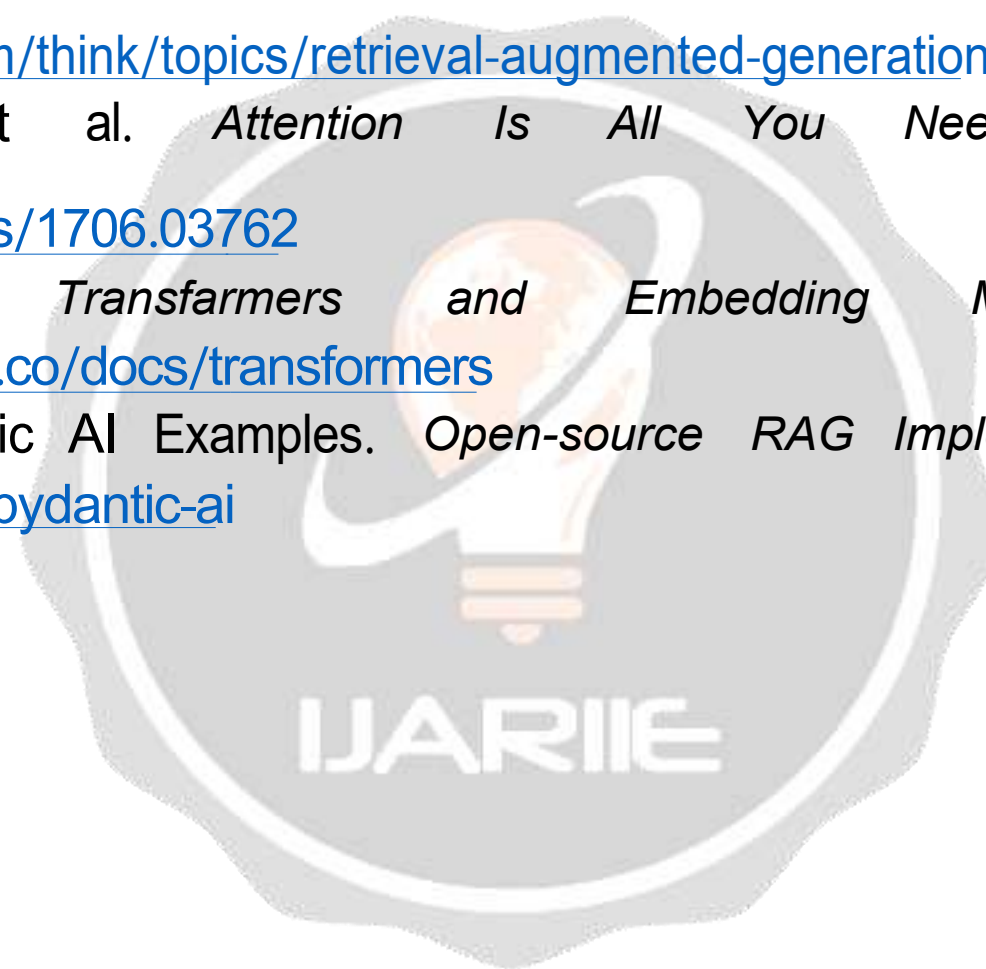 n/think/topics/retrieval-augmented-generation
t al. Attention Is All You Nee
s/1706.03762
Transfarmers and Embedding M
.co/docs/transformers
ic AI Examples. Open-source RAG Impl
pydantic-ai
IJARIIE